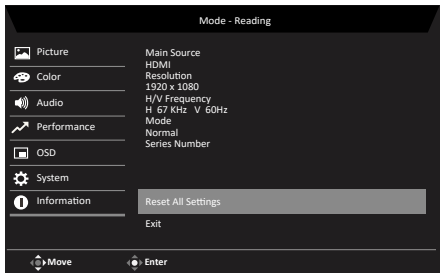 Mode - Reading
Picture
Color
Audio
Performance
OSD
System
Information
Main Source
HDMI
Resolution
1920 x 1080
H/V Frequency
H 67 KHz V 60Hz
Mode
Normal
Series Number
Reset All Settings
Exit
Move
Enter